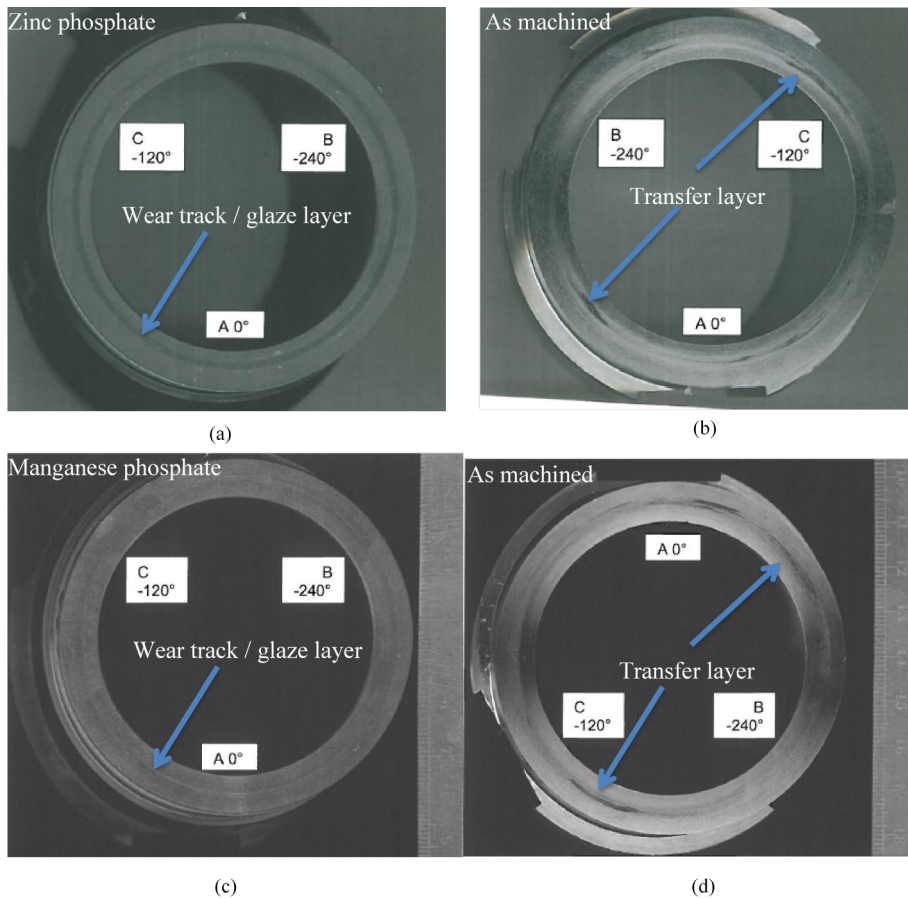 Zinc phosphate
C
-120°
B
-240°
Wear track / glaze layer
A 0°
(a)
As machined
B
-240°
C
-120°
Transfer layer
A 0°
(b)
Manganese phosphate
C
-120°
B
-240°
Wear track / glaze layer
A 0°
(c)
As machined
A 0°
Transfer layer
C
-120°
B
-240°
(d)